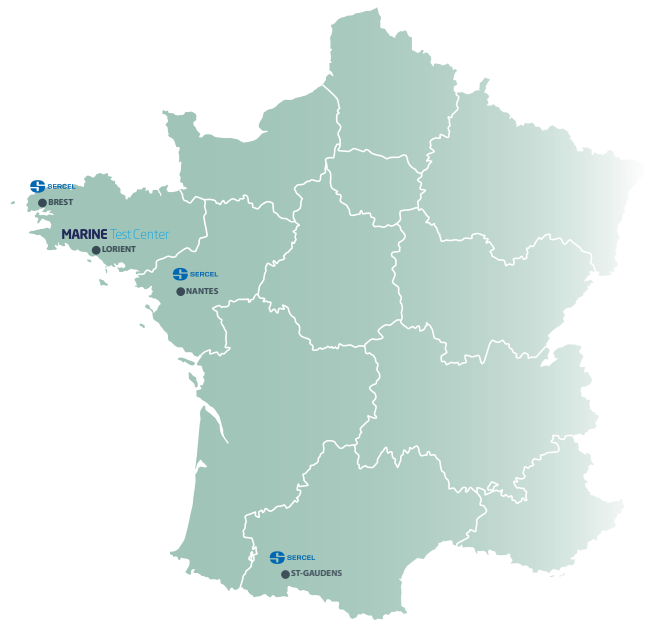 SERCEL
BREST
MARINE Test Center
LORIENT
SERCEL
NANTES
SERCEL
ST-GAUDENS